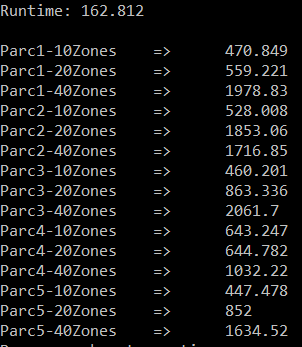 Runtime: 162.812
Parc1-10Zones => 470.849
Parc1-20Zones => 559.221
Parc1-40Zones => 1978.83
Parc2-10Zones => 528.008
Parc2-20Zones => 1853.06
Parc2-40Zones => 1716.85
Parc3-10Zones => 460.201
Parc3-20Zones => 863.336
Parc3-40Zones => 2061.7
Parc4-10Zones => 643.247
Parc4-20Zones => 644.782
Parc4-40Zones => 1032.22
Parc5-10Zones => 447.478
Parc5-20Zones => 852
Parc5-40Zones => 1634.52